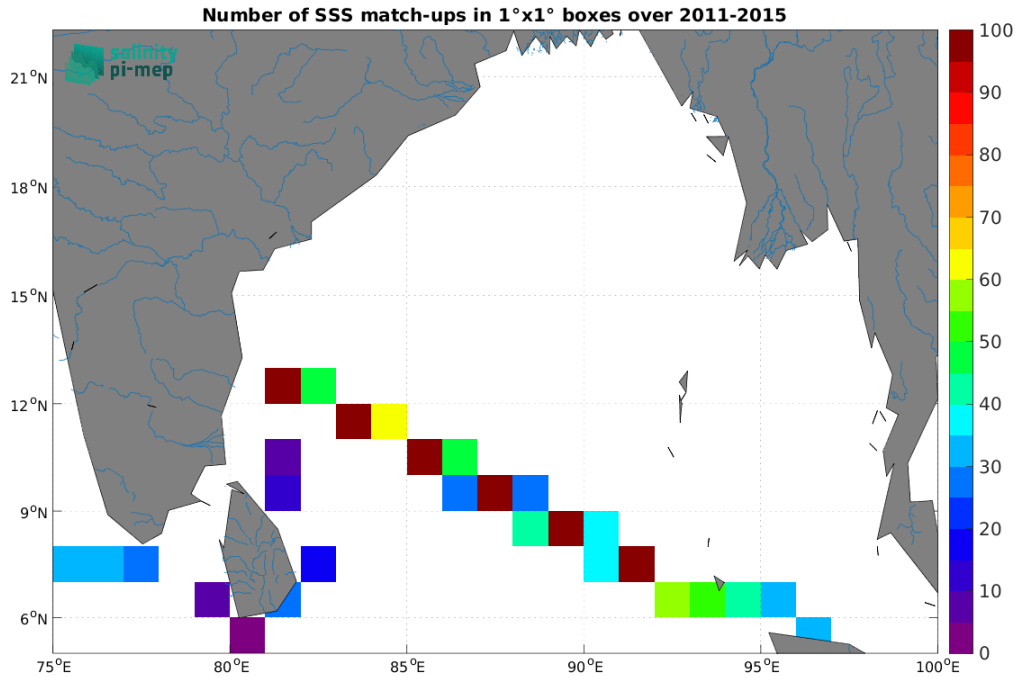 Number of SSS match-ups in 1°x1° boxes over 2011-2015
salinity
pi-mep
21°N
18°N
15°N
12°N
9°N
6°N
75°E
80°E
85°E
90°E
95°E
100°E
100
90
80
70
60
50
40
30
20
10
0